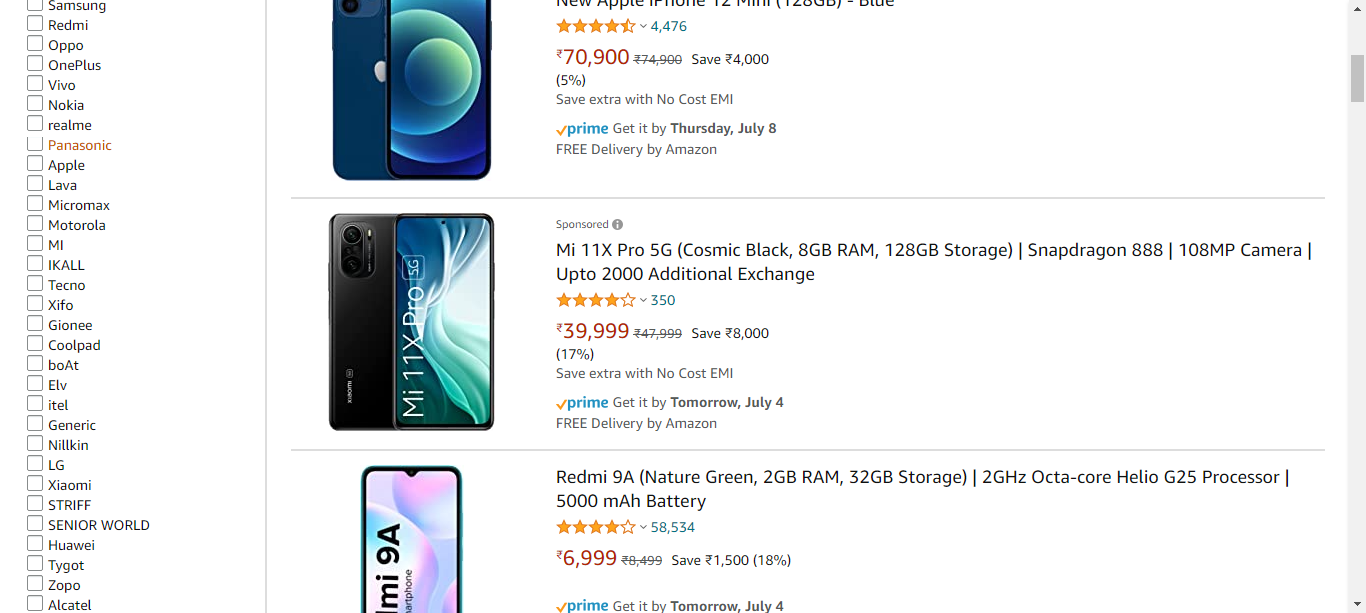 Samsung
Redmi
Oppo
OnePlus
Vivo
Nokia
realme
Panasonic
Apple
Lava
Micromax
Motorola
MI
IKALL
Tecno
Xifo
Gionee
Coolpad
boAt
Elv
itel
Generic
Nillkin
LG
Xiaomi
STRIFF
SENIOR WORLD
Huawei
Tygot
Zopo
Alcatel
New Apple iPhone 12 Mini (128GB) - Blue
4,476
₹70,900 ₹74,900 Save ₹4,000
(5%)
Save extra with No Cost EMI
prime Get it by Thursday, July 8
FREE Delivery by Amazon
Mi 11X Pro 5G
xiaomi 5G
Sponsored
Mi 11X Pro 5G (Cosmic Black, 8GB RAM, 128GB Storage) | Snapdragon 888 | 108MP Camera |
Upto 2000 Additional Exchange
350
₹39,999 ₹47,999 Save ₹8,000
(17%)
Save extra with No Cost EMI
prime Get it by Tomorrow, July 4
FREE Delivery by Amazon
dmi 9A
artphone
Redmi 9A (Nature Green, 2GB RAM, 32GB Storage) | 2GHz Octa-core Helio G25 Processor |
5000 mAh Battery
58,534
₹6,999 ₹8,499 Save ₹1,500 (18%)
prime Get it by Tomorrow, July 4